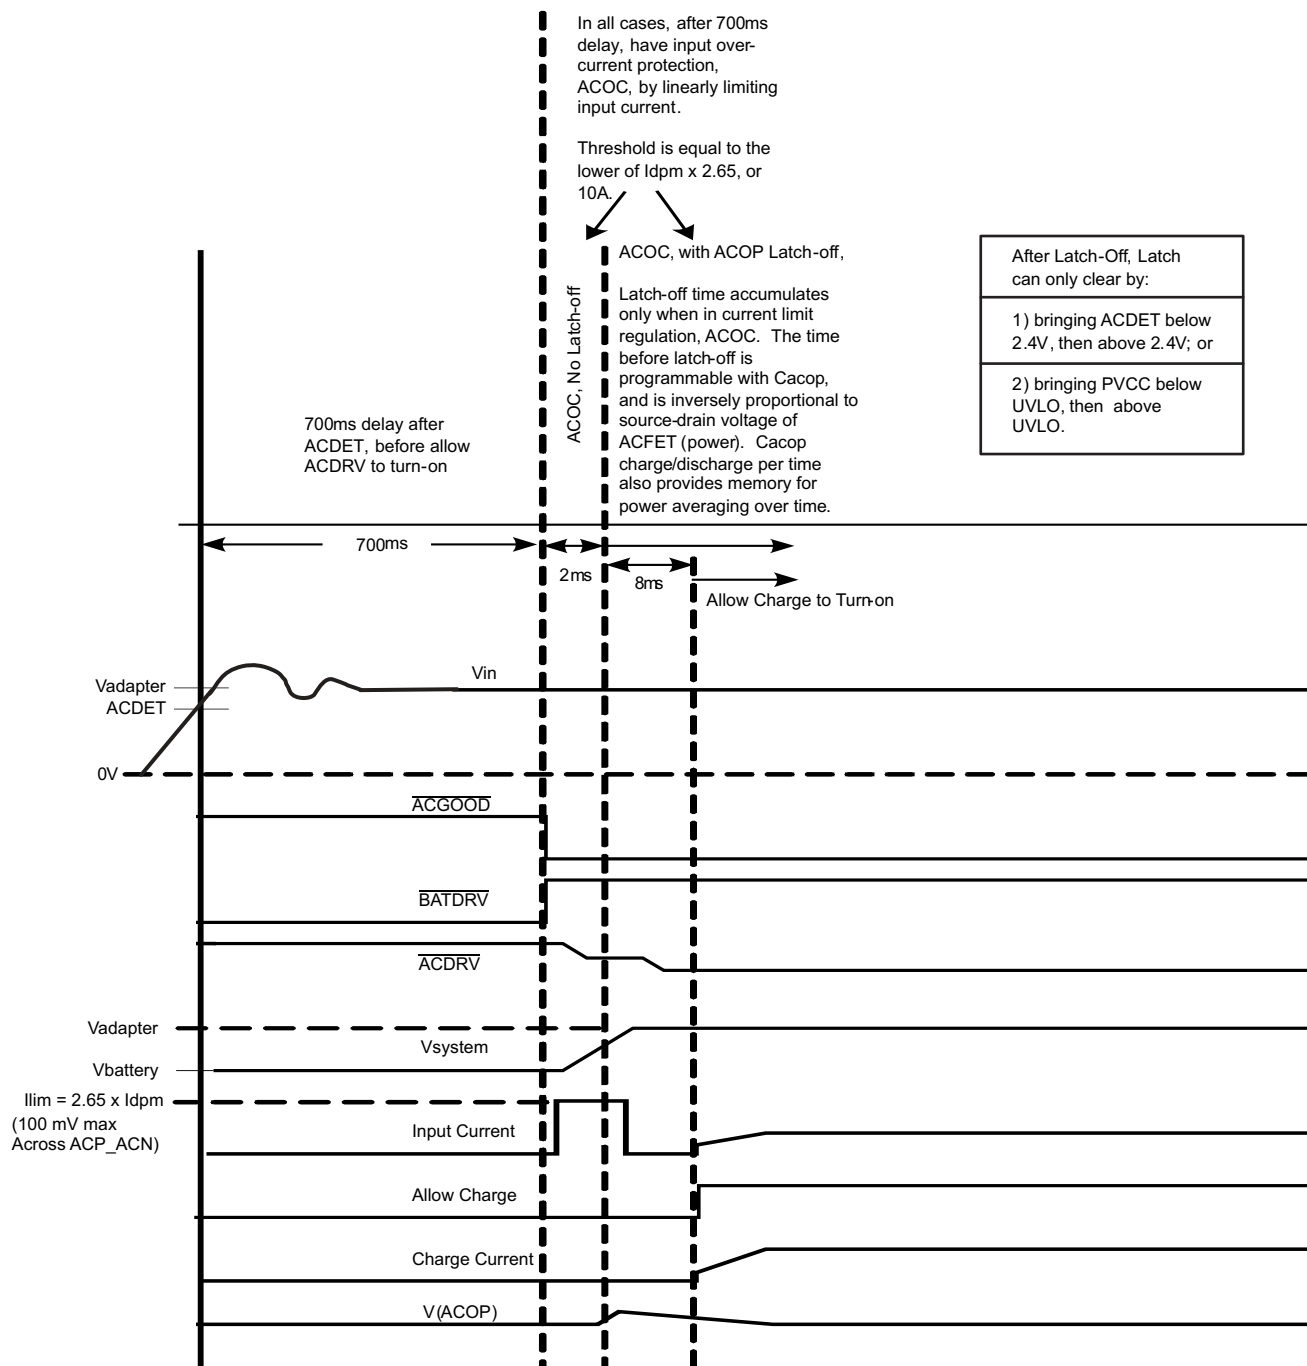 In all cases, after 700ms
delay, have input over-
current protection,
ACOC, by linearly limiting
input current.
Threshold is equal to the
lower of Idpm x 2.65, or
10A.
ACOC, No Latch-off
ACOC, with ACOP Latch-off,
Latch-off time accumulates
only when in current limit
regulation, ACOC. The time
before latch-off is
programmable with Cacop,
and is inversely proportional to
source-drain voltage of
ACFET (power). Cacop
charge/discharge per time
also provides memory for
power averaging over time.
After Latch-Off, Latch
can only clear by:
1) bringing ACDET below
2.4V, then above 2.4V; or
2) bringing PVCC below
UVLO, then above
UVLO.
700ms delay after
ACDET, before allow
ACDRV to turn-on
700ms
2ms
8ms
Allow Charge to Turn-on
Vin
Vadapter
ACDET
0V
ACGOOD
BATDRV
ACDRV
Vadapter
Vsystem
Vbattery
Ilim = 2.65 x Idpm
(100 mV max
Across ACP_ACN)
Input Current
Allow Charge
Charge Current
V(ACOP)